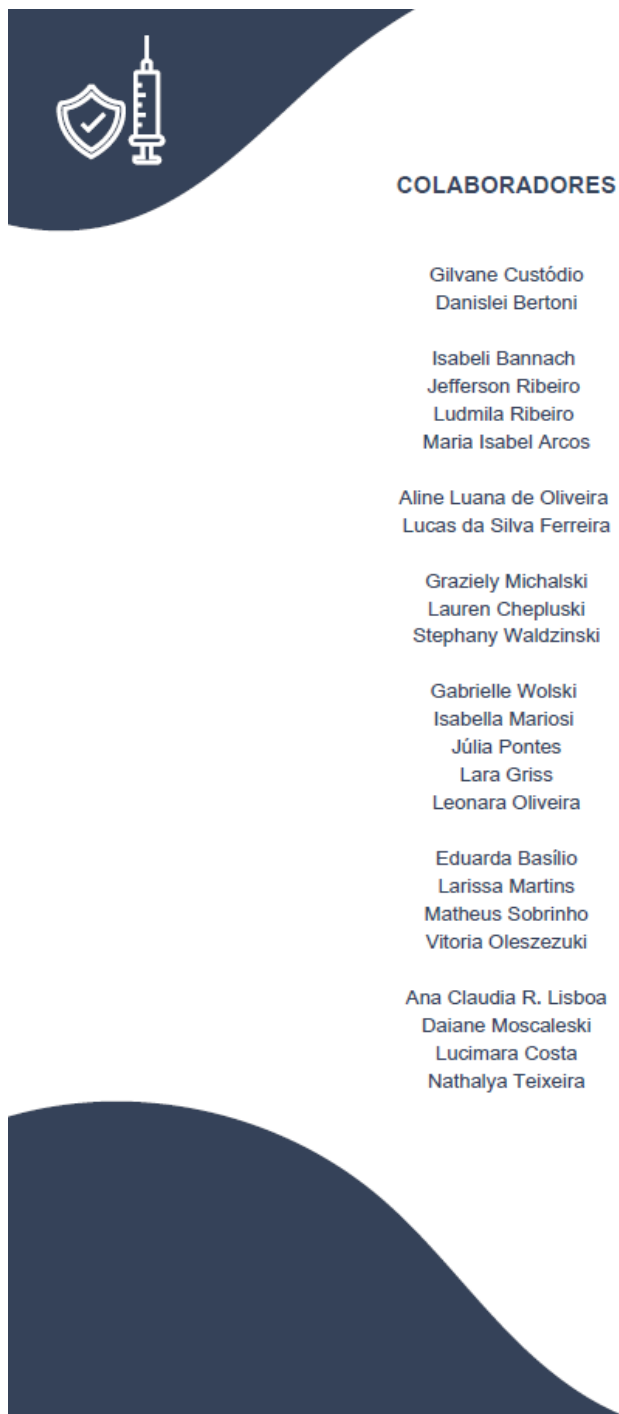 COLABORADORES
Gilvane Custódio
Danislei Bertoni
Isabeli Bannach
Jefferson Ribeiro
Ludmila Ribeiro
Maria Isabel Arcos
Aline Luana de Oliveira
Lucas da Silva Ferreira
Graziely Michalski
Lauren Chepluski
Stephany Waldzinski
Gabrielle Wolski
Isabella Mariosi
Júlia Pontes
Lara Griss
Leonara Oliveira
Eduarda Basílio
Larissa Martins
Matheus Sobrinho
Vitoria Oleszezuki
Ana Claudia R. Lisboa
Daiane Moscaleski
Lucimara Costa
Nathalya Teixeira